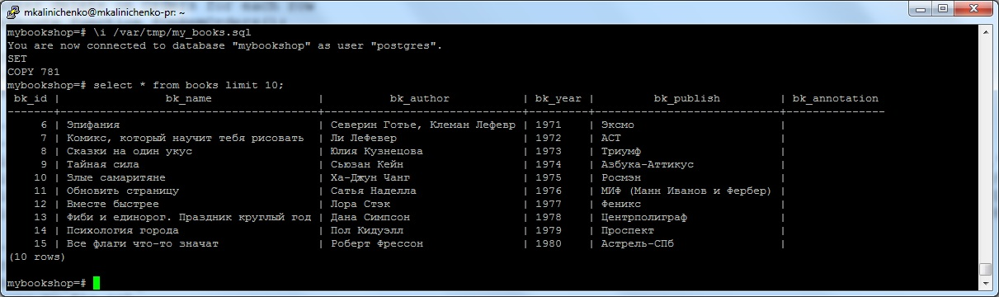 mkalinichenko@mkalinichenko-pr: ~
mybookshop=# \i /var/tmp/my_books.sql
You are now connected to database "mybookshop" as user "postgres".
SET
COPY 781
mybookshop=# select * from books limit 10;
bk_id | bk_name | bk_author | bk_year | bk_publish | bk_annotation
-------+--------------------------------------+-----------------------------+---------+----------------------------+---------------
6 | Эпифания | Северин Готье, Клеман Лефевр | 1971 | Эксмо |
7 | Комикс, который научит тебя рисовать | Ли Лефевер | 1972 | АСТ |
8 | Сказки на один укус | Юлия Кузнецова | 1973 | Триумф |
9 | Тайная сила | Сьюзан Кейн | 1974 | Азбука-Аттикус |
10 | Злые самаритяне | Ха-Джун Чанг | 1975 | Росмэн |
11 | Обновить страницу | Сатья Наделла | 1976 | МИФ (Манн Иванов и Фербер) |
12 | Вместе быстрее | Лора Стэк | 1977 | Феникс |
13 | Фиби и единорог. Праздник круглый год | Дана Симпсон | 1978 | Центрполиграф |
14 | Психология города | Пол Кидуэлл | 1979 | Проспект |
15 | Все флаги что-то значат | Роберт Фрессон | 1980 | Астрель-СПб |
(10 rows)
mybookshop=#